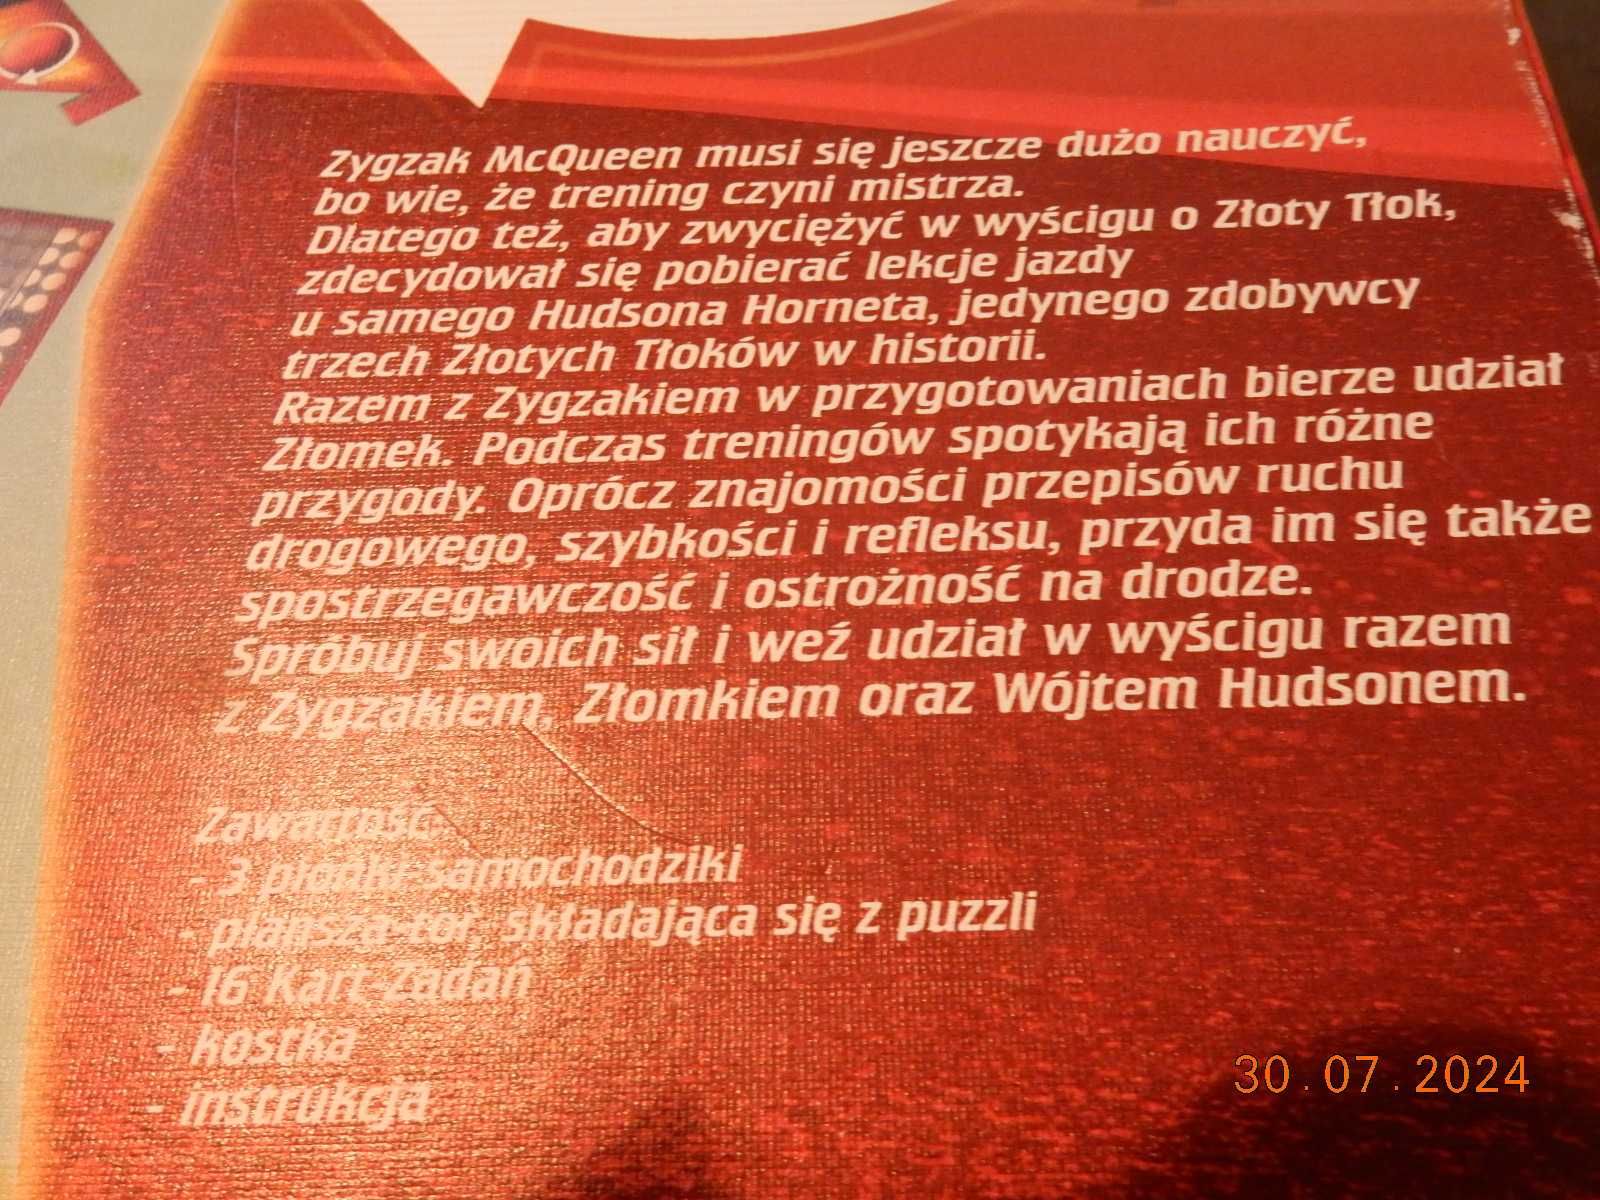 Zygzak McQueen musi się jeszcze dużo nauczyć,
bo wie, że trening czyni mistrza.
Dlatego też, aby zwyciężyć w wyścigu o Złoty Tłok,
zdecydował się pobierać lekcje jazdy
u samego Hudsona Horneta, jedynego zdobywcy
trzech Złotych Tłoków w historii.
Razem z Zygzakiem w przygotowaniach bierze udział
Złomek. Podczas treningów spotykają ich różne
przygody. Oprócz znajomości przepisów ruchu
drogowego, szybkości i refleksu, przyda im się także
spostrzegawczość i ostrożność na drodze.
Spróbuj swoich sił i weź udział w wyścigu razem
z Zygzakiem, Złomkiem oraz Wójtem Hudsonem.
Zawartość:
- 3 pionki-samochodziki
- plansza-tor, składająca się z puzzli
- 16 Kart Zadań
- kostka
- instrukcja
30.07.2024